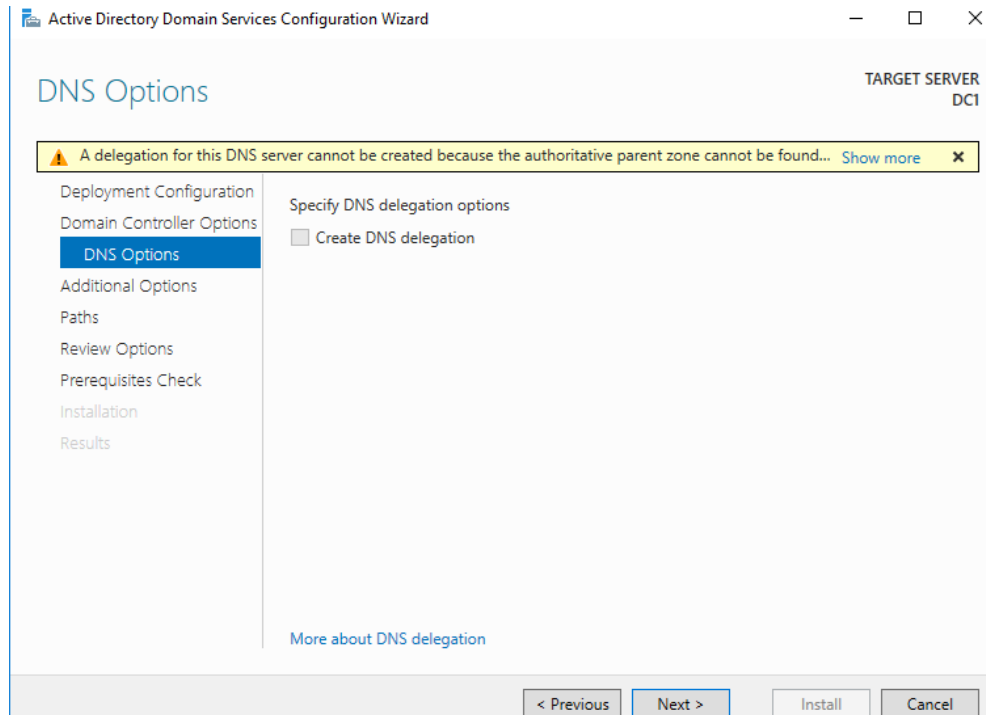 Active Directory Domain Services Configuration Wizard
DNS Options
TARGET SERVER
DC1
A delegation for this DNS server cannot be created because the authoritative parent zone cannot be found... Show more
Deployment Configuration
Domain Controller Options
DNS Options
Additional Options
Paths
Review Options
Prerequisites Check
Installation
Results
Specify DNS delegation options
Create DNS delegation
More about DNS delegation
< Previous Next > Install Cancel